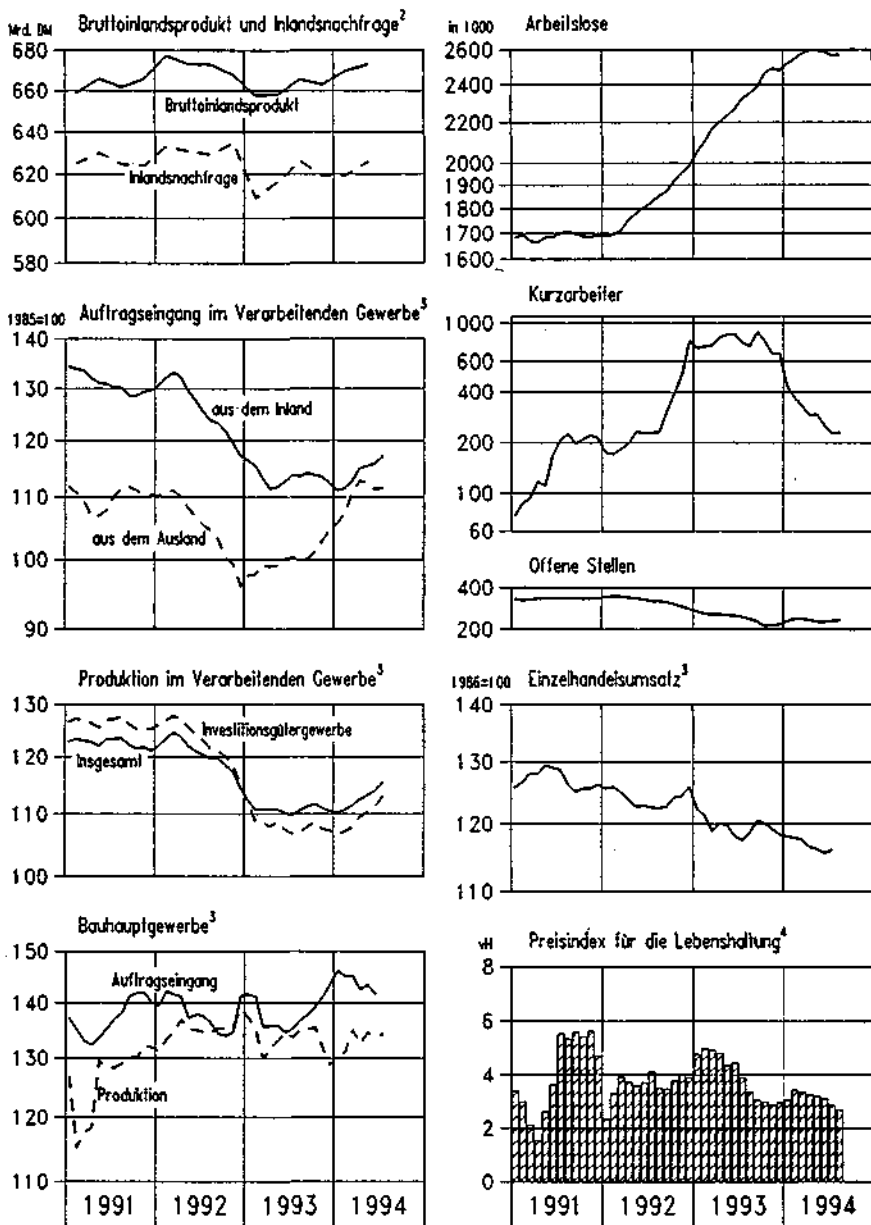 Mrd. DM Bruttoinlandsprodukt und Inlandsnachfrage²
680
660
640
620
600
580
Bruttoinlandsprodukt
Inlandsnachfrage
in 1000 Arbeitslose
2600
2400
2200
2000
1900
1800
1700
1600
1985=100 Auftragseingang im Verarbeitenden Gewerbe³
140
130
120
110
100
90
aus dem Inland
aus dem Ausland
Kurzarbeiter
1000
600
400
200
100
60
Offene Stellen
400
200
Produktion im Verarbeitenden Gewerbe³
130
120
110
100
Investitionsgütergewerbe
Insgesamt
1986=100 Einzelhandelsumsatz³
140
130
120
110
Bauhauptgewerbe³
150
140
130
120
110
Auftragseingang
Produktion
1991 1992 1993 1994
vH Preisindex für die Lebenshaltung⁴
8
6
4
2
0
1991 1992 1993 1994